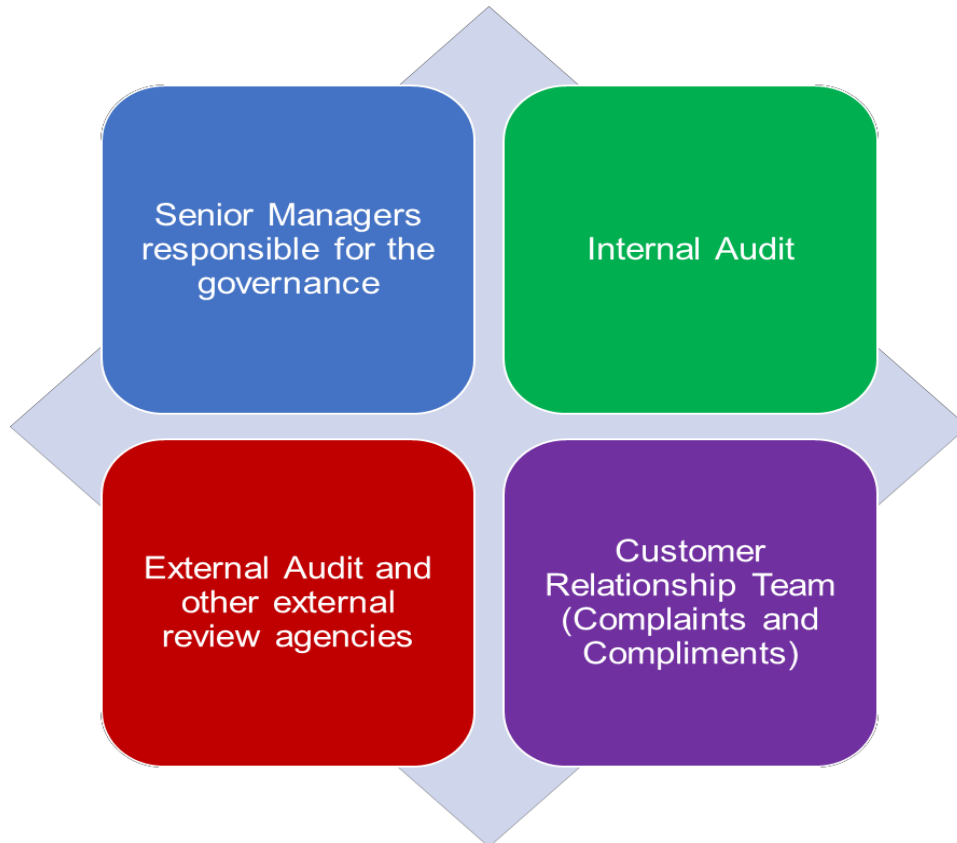 Senior Managers
responsible for the
governance
Internal Audit
External Audit and
other external
review agencies
Customer
Relationship Team
(Complaints and
Compliments)